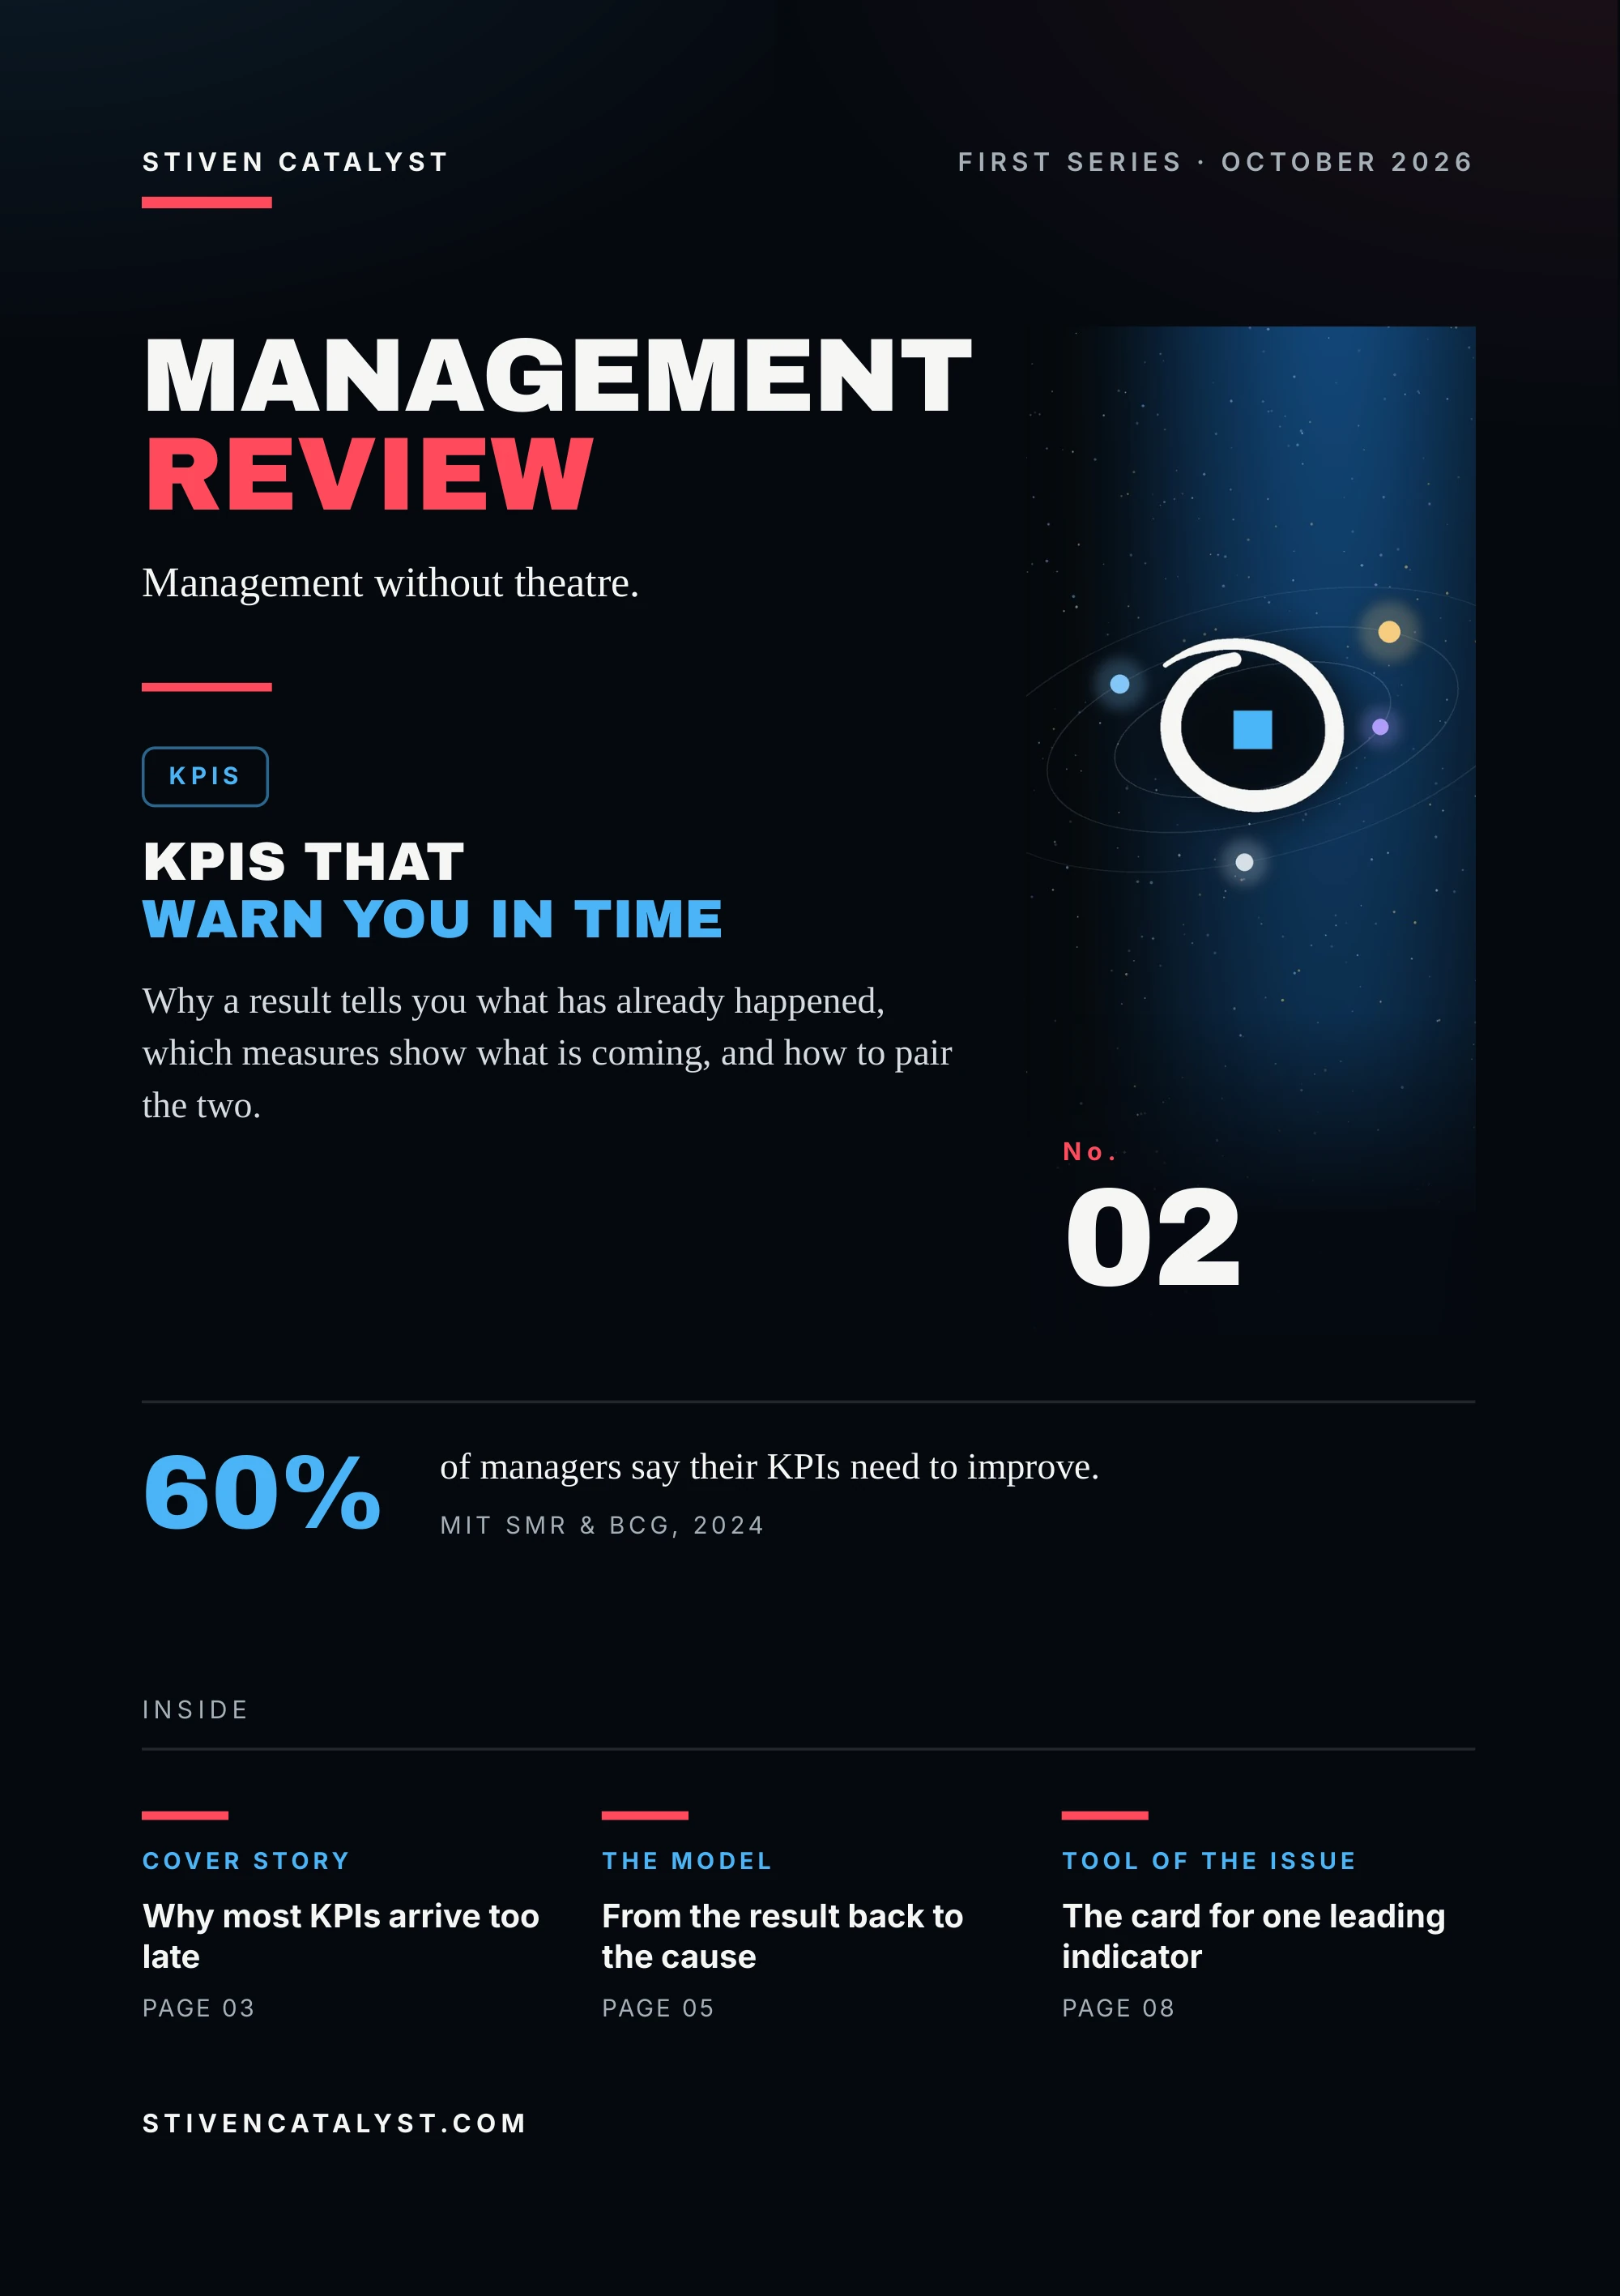 STIVEN CATALYST
FIRST SERIES · OCTOBER 2026
MANAGEMENT
REVIEW
Management without theatre.
KPIS
KPIS THAT
WARN YOU IN TIME
Why a result tells you what has already happened,
which measures show what is coming, and how to pair
the two.
No.
02
60%
of managers say their KPIs need to improve.
MIT SMR & BCG, 2024
INSIDE
COVER STORY
Why most KPIs arrive too
late
PAGE 03
THE MODEL
From the result back to
the cause
PAGE 05
TOOL OF THE ISSUE
The card for one leading
indicator
PAGE 08
STIVENCATALYST.COM